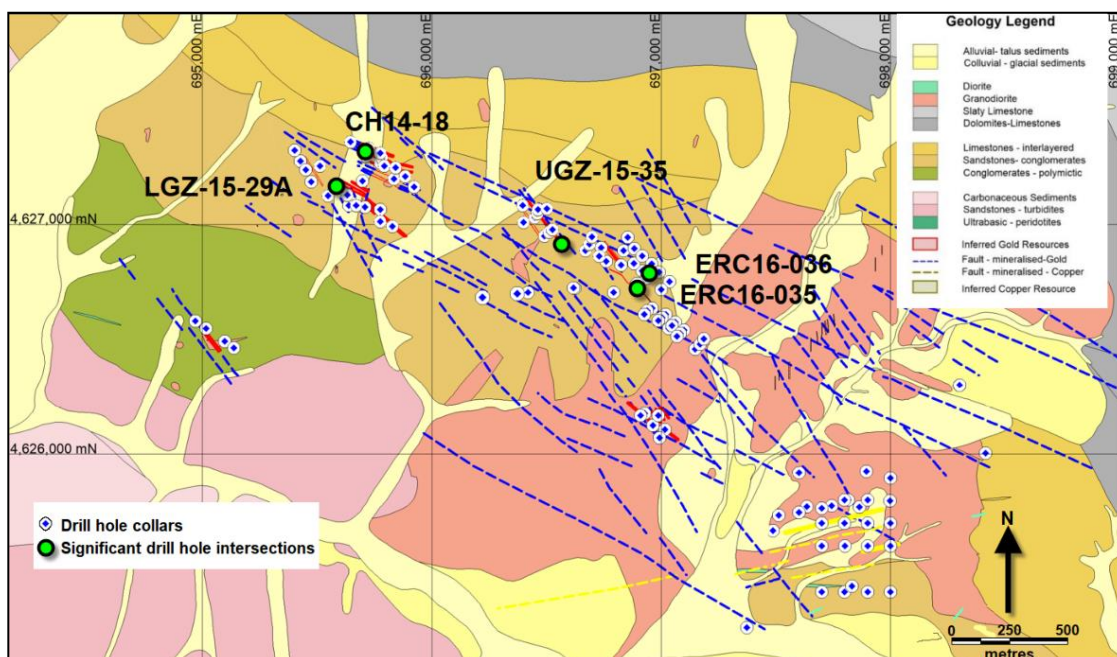 695,000 mE
696,000 mE
697,000 mE
698,000 mE
699,000 mE
Geology Legend
Alluvial- talus sediments
Colluvial - glacial sediments
Diorite
Granodiorite
Slaty Limestone
Dolomites-Limestones
Limestones - interlayered
Sandstones- conglomerates
Conglomerates - polymictic
Carbonaceous Sediments
Sandstones - turbidites
Ultrabasic - peridotites
Inferred Gold Resources
Fault - mineralised-Gold
Fault - mineralised - Copper
Inferred Copper Resource
CH14-18
UGZ-15-35
LGZ-15-29A
4,627,000 mN
ERC16-036
ERC16-035
4,626,000 mN
Drill hole collars
Significant drill hole intersections
N
0 250 500
metres